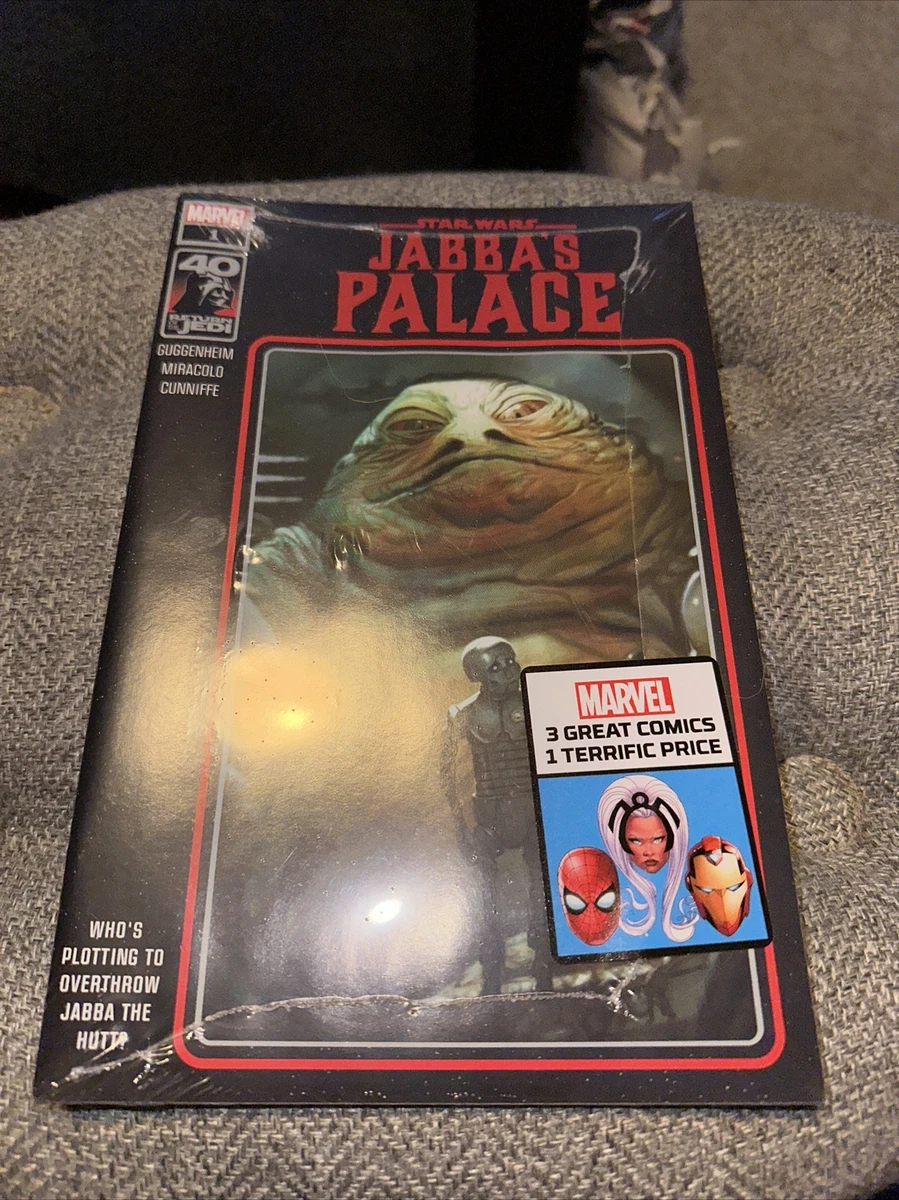 MARVEL
1
40
RETURN
OF
THE
JEDI
GUGGENHEIM
MIRACOLO
CUNNIFFE
STAR WARS
JABBA'S
PALACE
MARVEL
3 GREAT COMICS
1 TERRIFIC PRICE
WHO'S
PLOTTING TO
OVERTHROW
JABBA THE
HUTT?